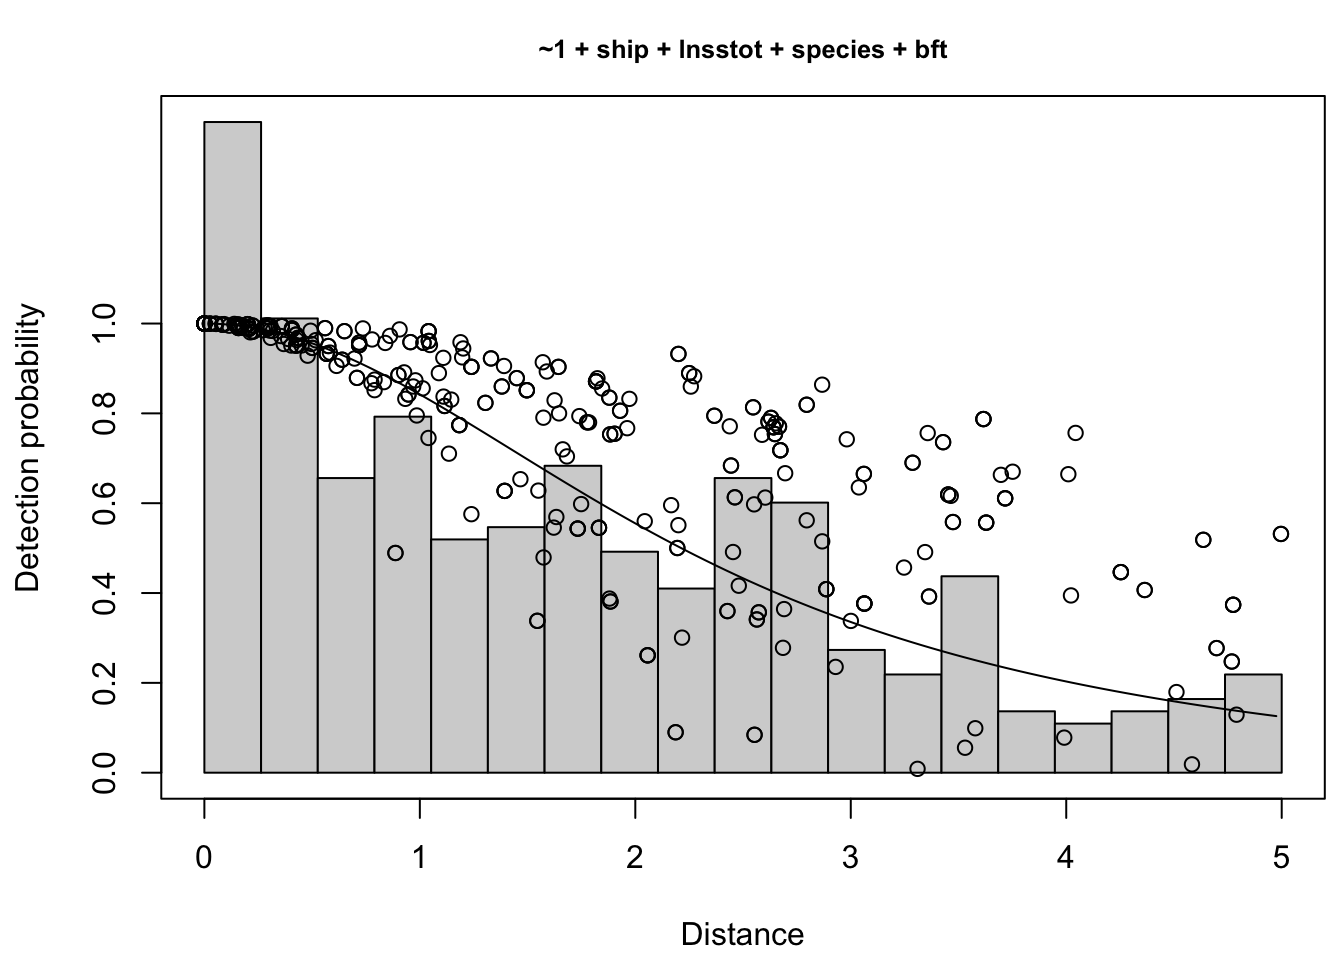 ~1 + ship + lnsstot + species + bft
Detection probability
1.0
0.8
0.6
0.4
0.2
0.0
0 1 2 3 4 5
Distance